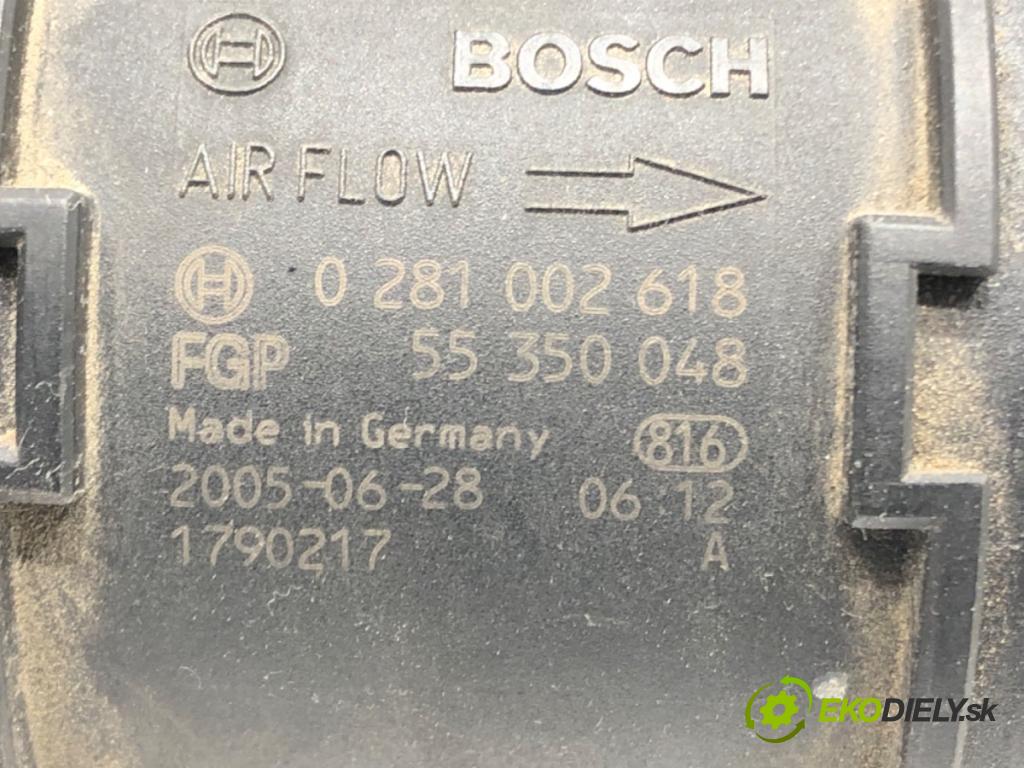 BOSCH
AIR FLOW
0 281 002 618
FGP 55 350 048
Made in Germany 816
2005-06-28 06 12
1790217 A
EKODIELY.sk